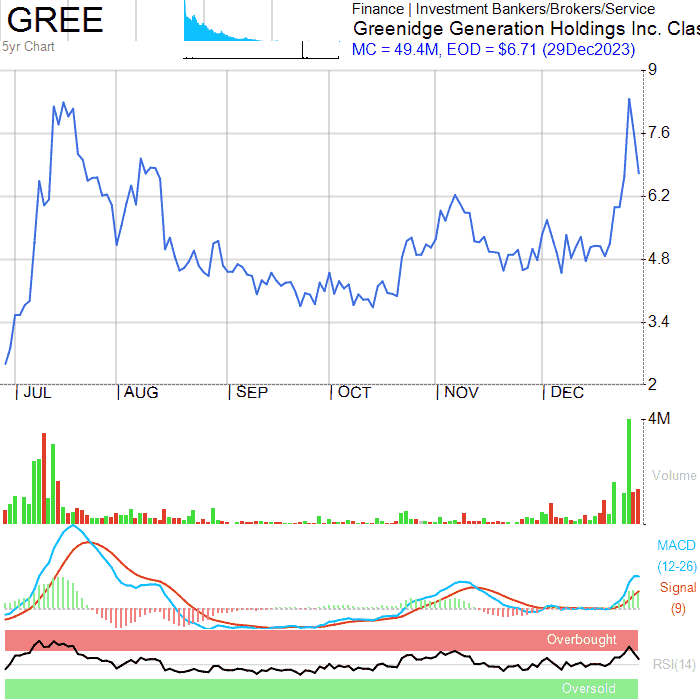 GREE
5yr Chart
Finance | Investment Bankers/Brokers/Service
Greenidge Generation Holdings Inc. Clas
MC = 49.4M, EOD = $6.71 (29Dec2023)
9
7.6
6.2
4.8
3.4
2
JUL AUG SEP OCT NOV DEC
4M
Volume
MACD
(12-26)
Signal
(9)
Overbought
RSI(14)
Oversold